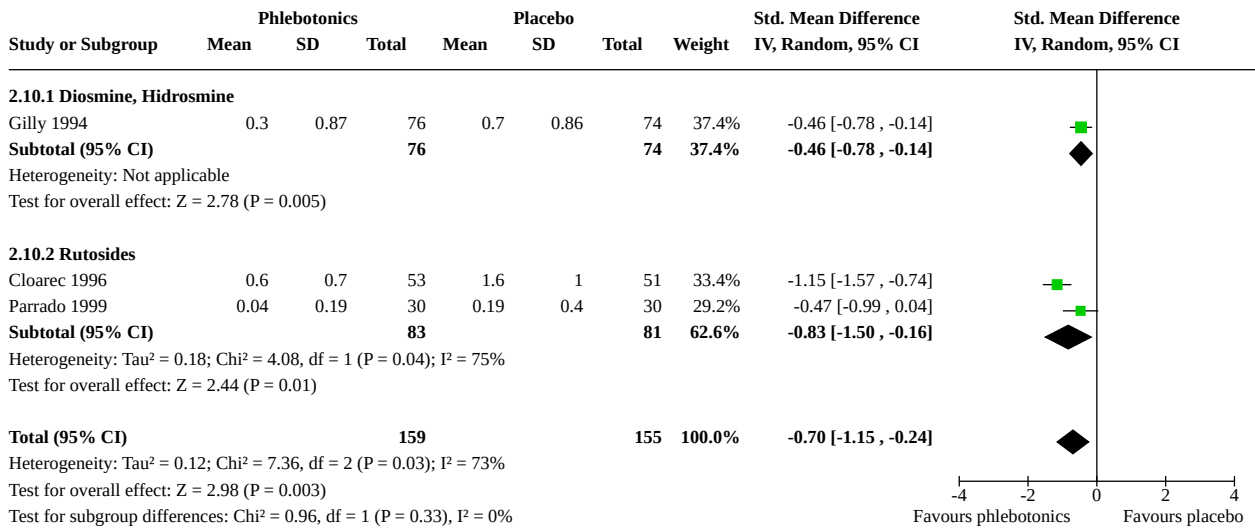 Phlebotonics Placebo Std. Mean Difference Std. Mean Difference
Study or Subgroup Mean SD Total Mean SD Total Weight IV, Random, 95% CI IV, Random, 95% CI
2.10.1 Diosmine, Hidrosmine
Gilly 1994 0.3 0.87 76 0.7 0.86 74 37.4% -0.46 [-0.78 , -0.14]
Subtotal (95% CI) 76 74 37.4% -0.46 [-0.78 , -0.14]
Heterogeneity: Not applicable
Test for overall effect: Z = 2.78 (P = 0.005)
2.10.2 Rutosides
Cloarec 1996 0.6 0.7 53 1.6 1 51 33.4% -1.15 [-1.57 , -0.74]
Parrado 1999 0.04 0.19 30 0.19 0.4 30 29.2% -0.47 [-0.99 , 0.04]
Subtotal (95% CI) 83 81 62.6% -0.83 [-1.50 , -0.16]
Heterogeneity: Tau² = 0.18; Chi² = 4.08, df = 1 (P = 0.04); I² = 75%
Test for overall effect: Z = 2.44 (P = 0.01)
Total (95% CI) 159 155 100.0% -0.70 [-1.15 , -0.24]
Heterogeneity: Tau² = 0.12; Chi² = 7.36, df = 2 (P = 0.03); I² = 73%
Test for overall effect: Z = 2.98 (P = 0.003)
-4 -2 0 2 4
Test for subgroup differences: Chi² = 0.96, df = 1 (P = 0.33), I² = 0%
Favours phlebotonics Favours placebo